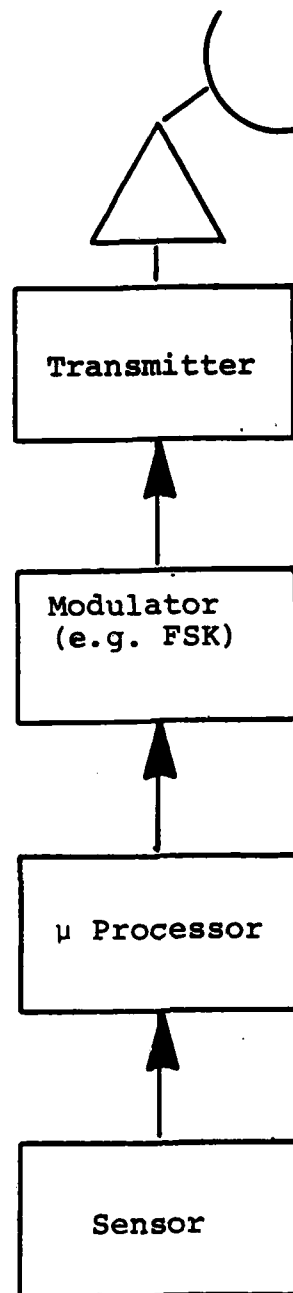 Transmitter
Modulator
(e.g. FSK)
μ Processor
Sensor